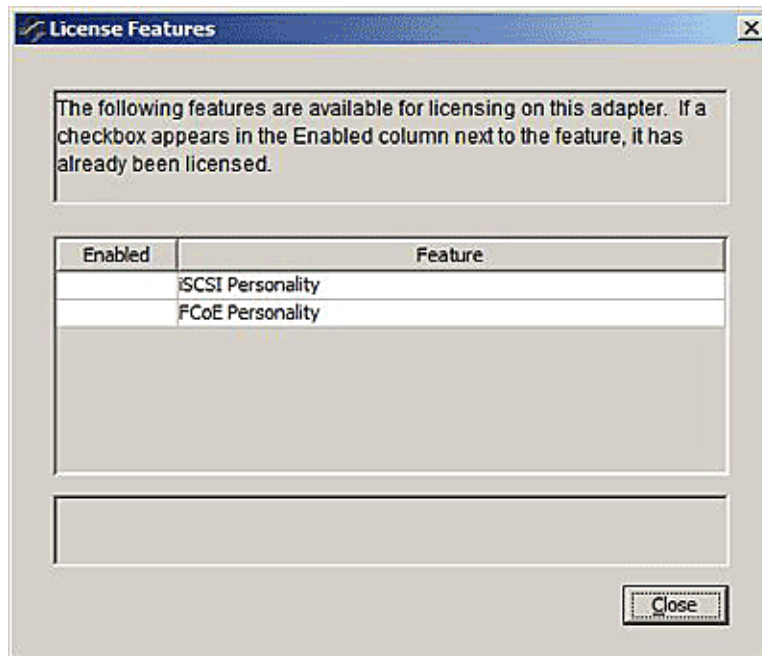 License Features
The following features are available for licensing on this adapter. If a
checkbox appears in the Enabled column next to the feature, it has
already been licensed.
Enabled Feature
iSCSI Personality
FCoE Personality
Close